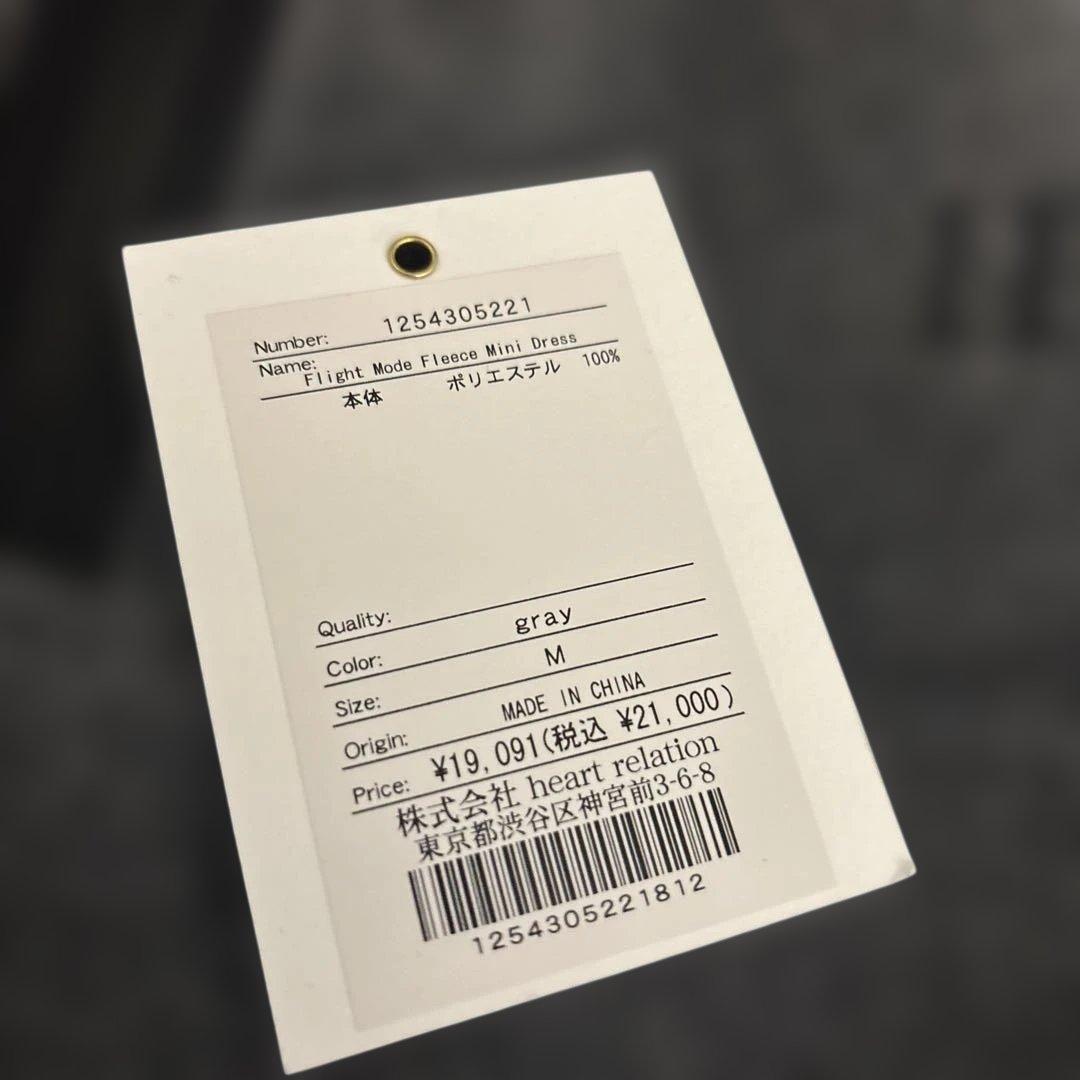 Number: 1254305221
Name: Flight Mode Fleece Mini Dress
本体 ポリエステル 100%
Quality:
Color: gray
Size: M
Origin: MADE IN CHINA
Price: ¥19,091(税込 ¥21,000)
株式会社 heart relation
東京都渋谷区神宮前3-6-8
1254305221812